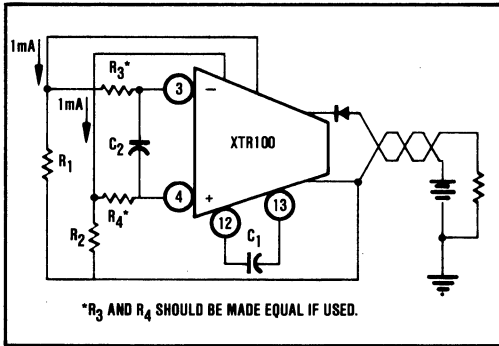 1mA
R3*
3
−
1mA
C2
XTR100
R1
R4*
4
+
12
13
R2
C1
*R3 AND R4 SHOULD BE MADE EQUAL IF USED.